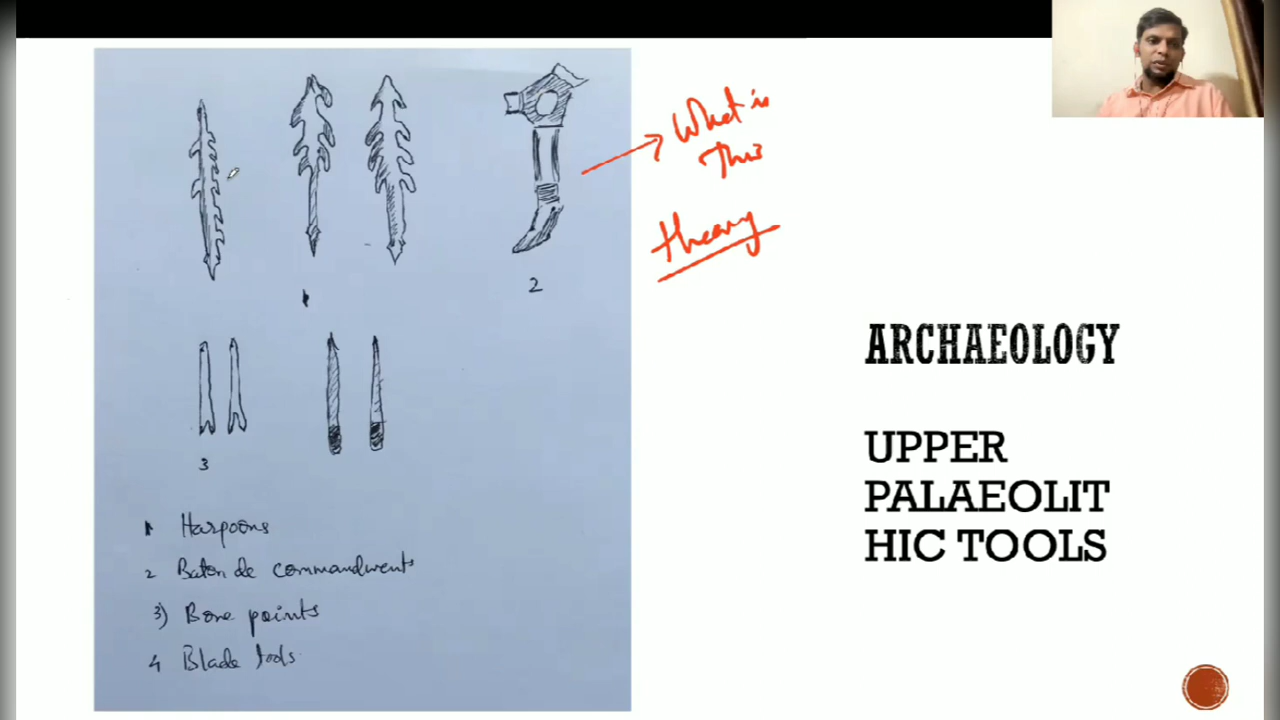 What is
This
theory
1
2
3
1 Harpoons
2 Baton de commandments
3) Bone points
4 Blade tools
ARCHAEOLOGY
UPPER
PALAEOLIT
HIC TOOLS